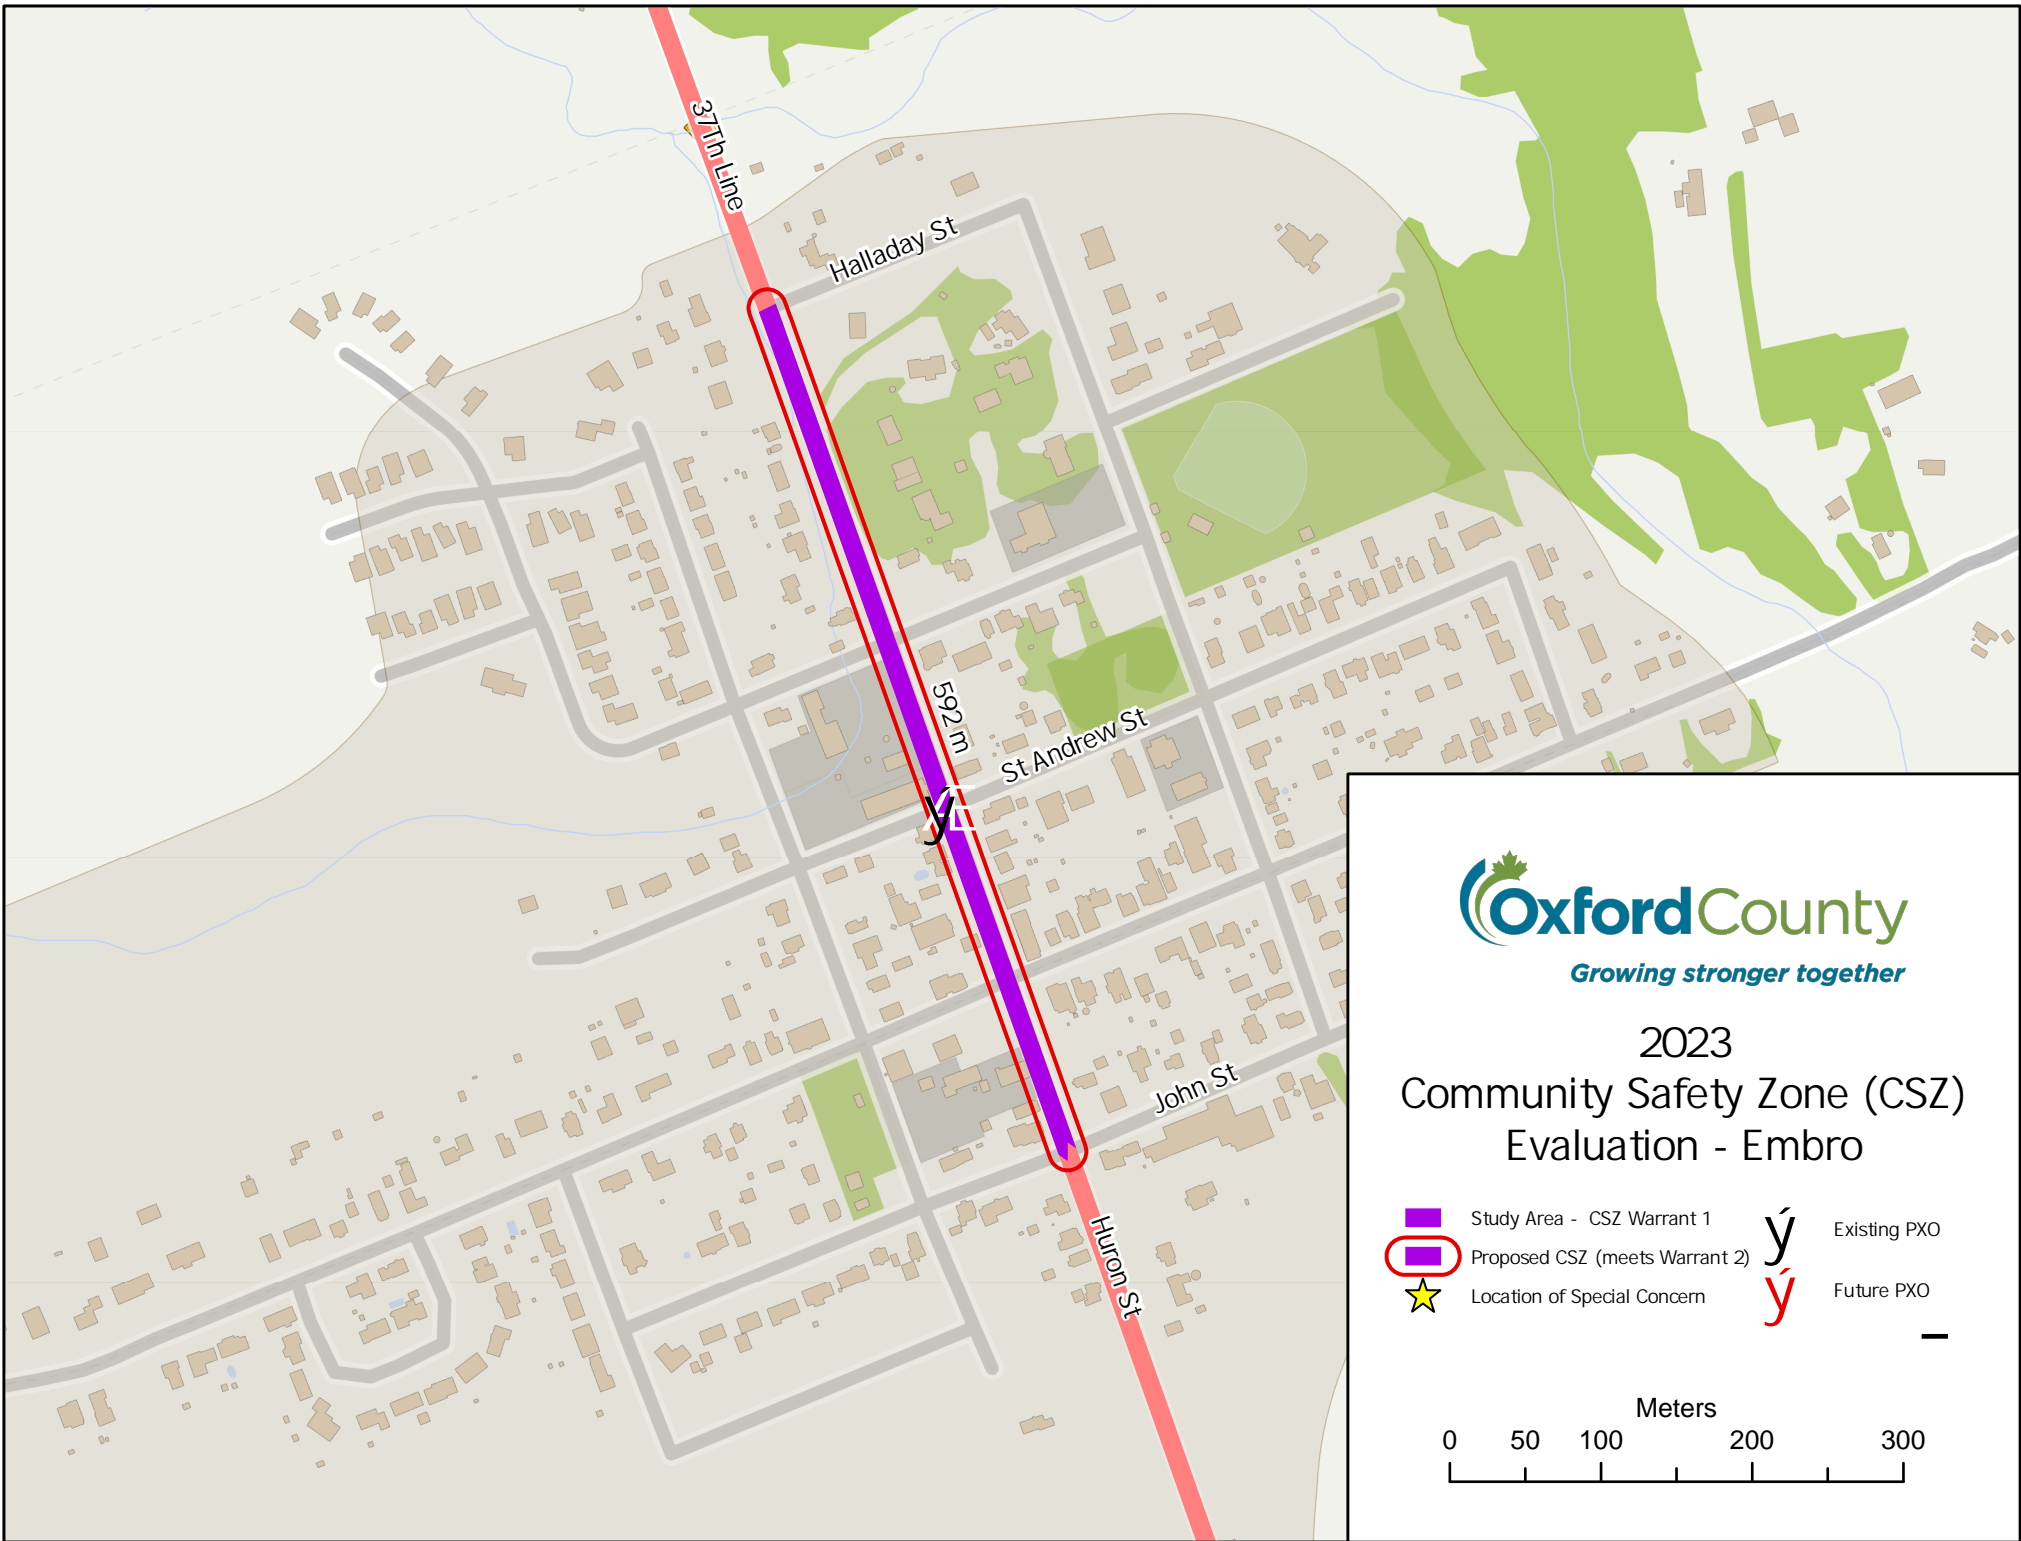 37Th Line
Halladay St
592 m
St Andrew St
ý
John St
Huron St
OxfordCounty
Growing stronger together
2023
Community Safety Zone (CSZ)
Evaluation - Embro
Study Area - CSZ Warrant 1
Proposed CSZ (meets Warrant 2)
Location of Special Concern
ý Existing PXO
ý Future PXO
Meters
0 50 100 200 300